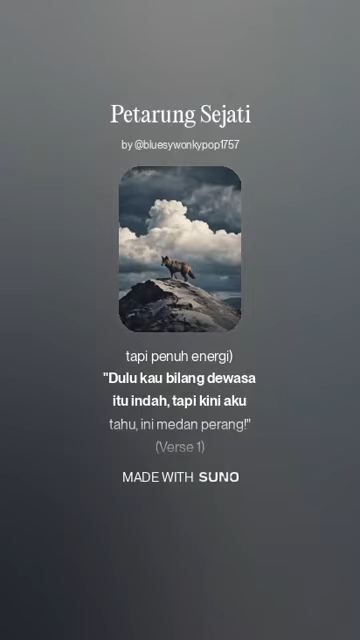 Petarung Sejati
by @bluesywonkypop1757
tapi penuh energi)
"Dulu kau bilang dewasa
itu indah, tapi kini aku
tahu, ini medan perang!"
(Verse 1)
MADE WITH SUNO